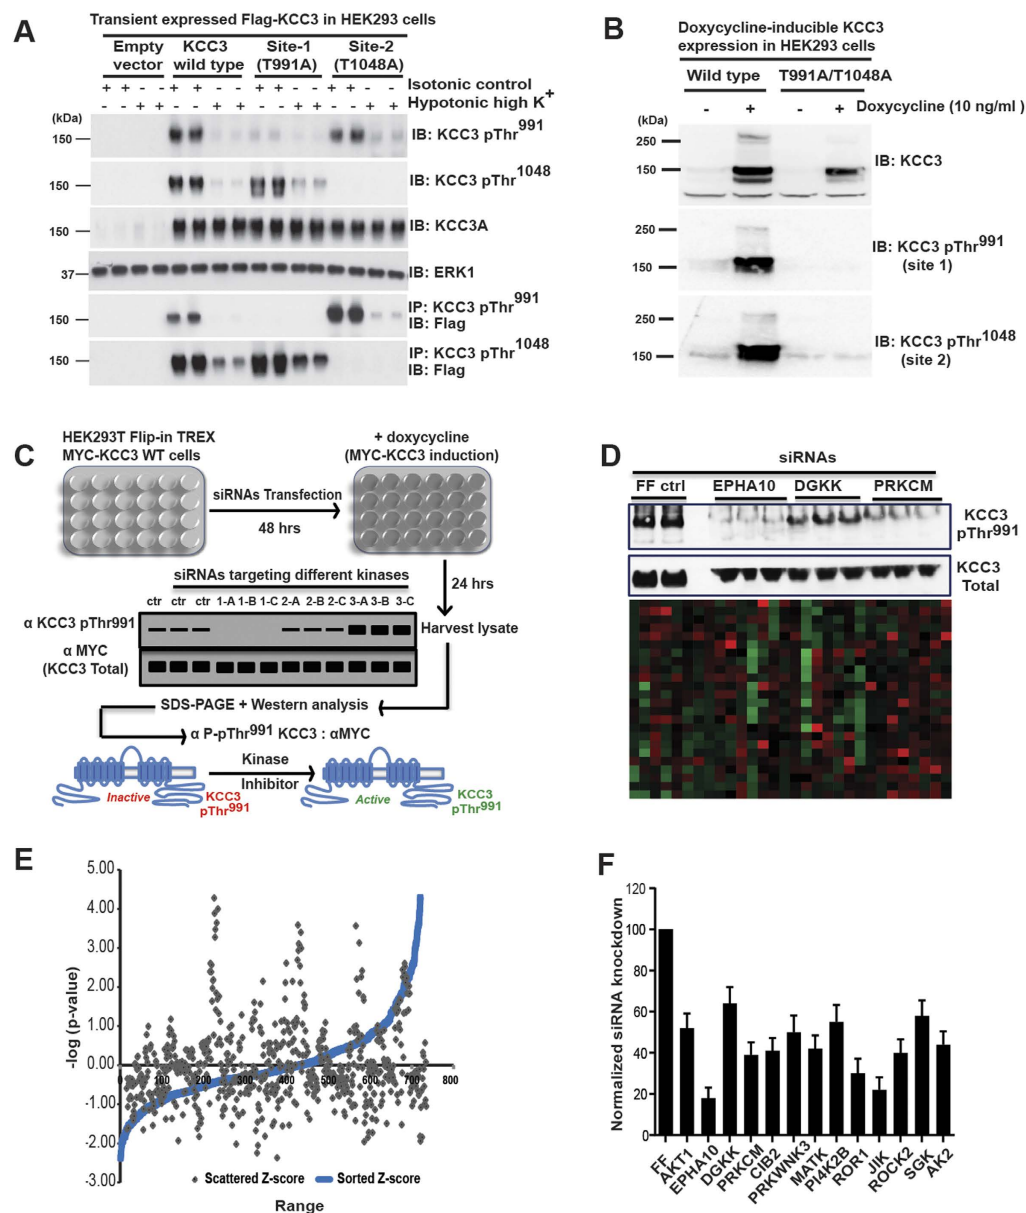 A
Transient expressed Flag-KCC3 in HEK293 cells
Empty vector
KCC3 wild type
Site-1 (T991A)
Site-2 (T1048A)
+ + - - + + - - + + - - + + - - Isotonic control
- - + + - - + + - - + + - - + + Hypotonic high K+
(kDa)
150 IB: KCC3 pThr991
150 IB: KCC3 pThr1048
150 IB: KCC3A
37 IB: ERK1
150 IP: KCC3 pThr991
IB: Flag
150 IP: KCC3 pThr1048
IB: Flag
B
Doxycycline-inducible KCC3
expression in HEK293 cells
Wild type T991A/T1048A
- + - + Doxycycline (10 ng/ml )
(kDa)
250
150
IB: KCC3
250
150
IB: KCC3 pThr991
(site 1)
250
150
IB: KCC3 pThr1048
(site 2)
C
HEK293T Flip-in TREX
MYC-KCC3 WT cells
+ doxycycline
(MYC-KCC3 induction)
siRNAs Transfection
48 hrs
24 hrs
siRNAs targeting different kinases
ctr ctr ctr 1-A 1-B 1-C 2-A 2-B 2-C 3-A 3-B 3-C
α KCC3 pThr991
α MYC
(KCC3 Total)
Harvest lysate
SDS-PAGE + Western analysis
α P-pThr991 KCC3 : αMYC
Kinase
Inhibitor
Inactive
KCC3
pThr991
Active
KCC3
pThr991
D
siRNAs
FF ctrl EPHA10 DGKK PRKCM
KCC3
pThr991
KCC3
Total
E
5.00
4.00
3.00
2.00
1.00
0.00
-1.00
-2.00
-3.00
-log (p-value)
0 100 200 300 400 500 600 700 800
Scattered Z-score Sorted Z-score
Range
F
Normalized siRNA knockdown
120
100
80
60
40
20
0
FF
AKT1
EPHA10
DGKK
PRKCM
CIB2
PRKWNK3
MATK
PI4K2B
ROR1
JIK
ROCK2
SGK
AK2